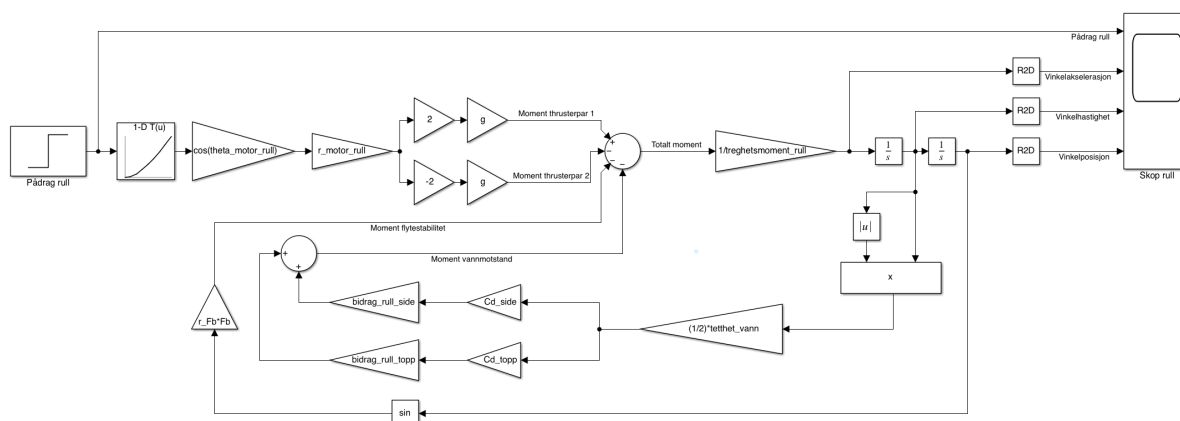 Pådrag rull
1-D T(u)
cos(theta_motor_rull)
r_motor_rull
2
g
Moment thrusterpar 1
-2
g
Moment thrusterpar 2
+
−
−
−
Totalt moment
1/treghetsmoment_rull
1
s
1
s
R2D
R2D
R2D
Pådrag rull
Vinkelakselerasjon
Vinkelhastighet
Vinkelposisjon
Skop rull
Moment flytestabilitet
+
+
Moment vannmotstand
|u|
x
bidrag_rull_side
Cd_side
(1/2)*tetthet_vann
r_Fb*Fb
bidrag_rull_topp
Cd_topp
sin